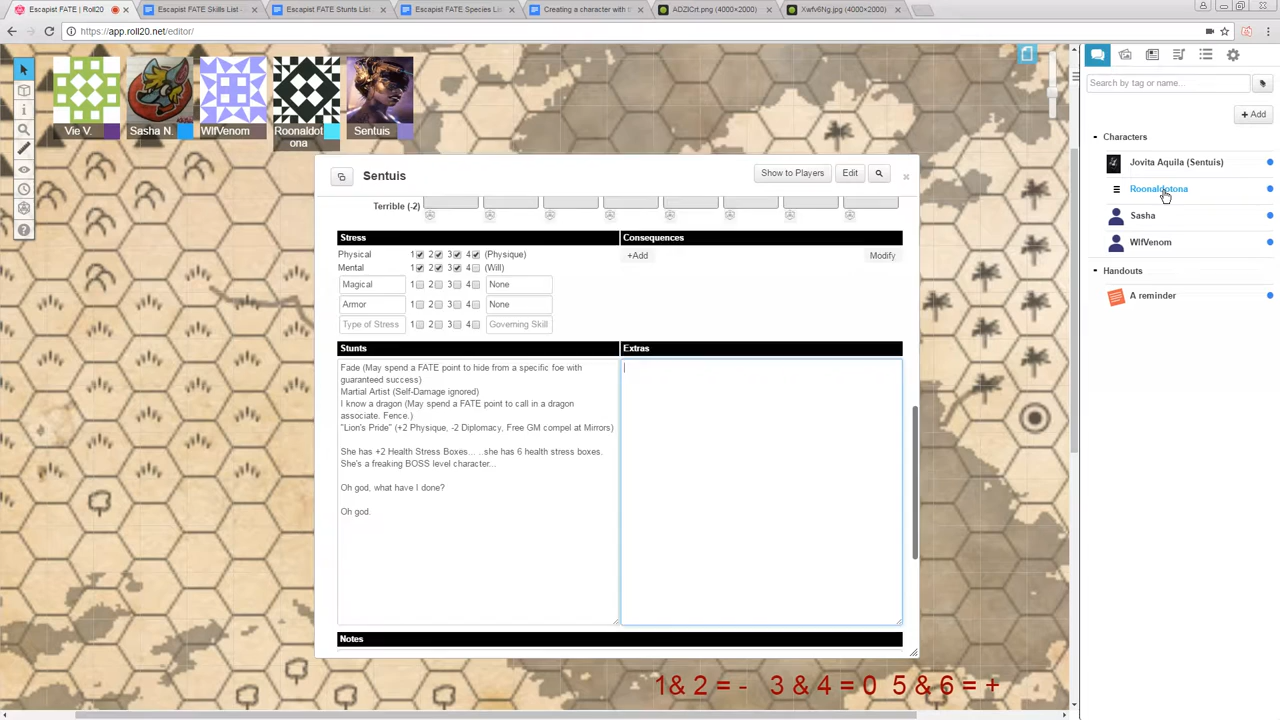 Escapist FATE | Roll20
Escapist FATE Skills List -
Escapist FATE Stunts List
Escapist FATE Species Lis
Creating a character with t
ADZICrt.png (4000×2000)
Xwfv6Ng.jpg (4000×2000)
https://app.roll20.net/editor/
Vie V.
Sasha N.
WlfVenom
Roonaldot
ona
Sentuis
Search by tag or name...
+ Add
Characters
Jovita Aquila (Sentuis)
Roonaldotona
Sasha
WlfVenom
Handouts
A reminder
Sentuis
Show to Players
Edit
Terrible (-2)
Stress
Consequences
Physical 1 2 3 4 (Physique)
+Add
Modify
Mental 1 2 3 4 (Will)
Magical 1 2 3 4 None
Armor 1 2 3 4 None
Type of Stress 1 2 3 4 Governing Skill
Stunts
Extras
Fade (May spend a FATE point to hide from a specific foe with
guaranteed success)
Martial Artist (Self-Damage ignored)
I know a dragon (May spend a FATE point to call in a dragon
associate. Fence.)
"Lion's Pride" (+2 Physique, -2 Diplomacy, Free GM compel at Mirrors)
She has +2 Health Stress Boxes... ..she has 6 health stress boxes.
She's a freaking BOSS level character...
Oh god, what have I done?
Oh god.
Notes
1& 2 = - 3 & 4 = 0 5 & 6 = +